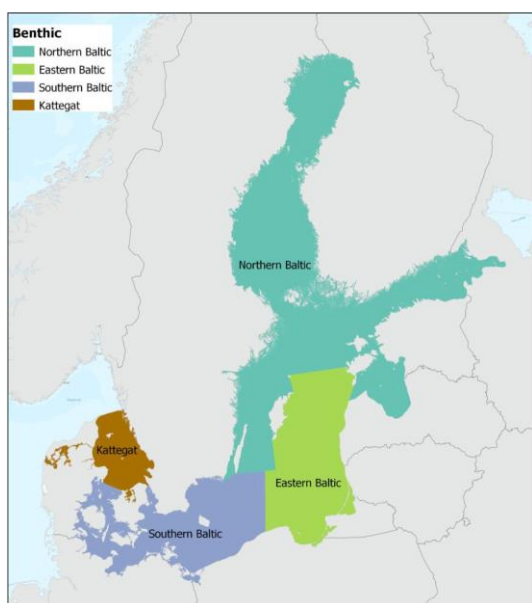 Benthic
Northern Baltic
Eastern Baltic
Southern Baltic
Kattegat
Northern Baltic
Kattegat
Eastern Baltic
Southern Baltic